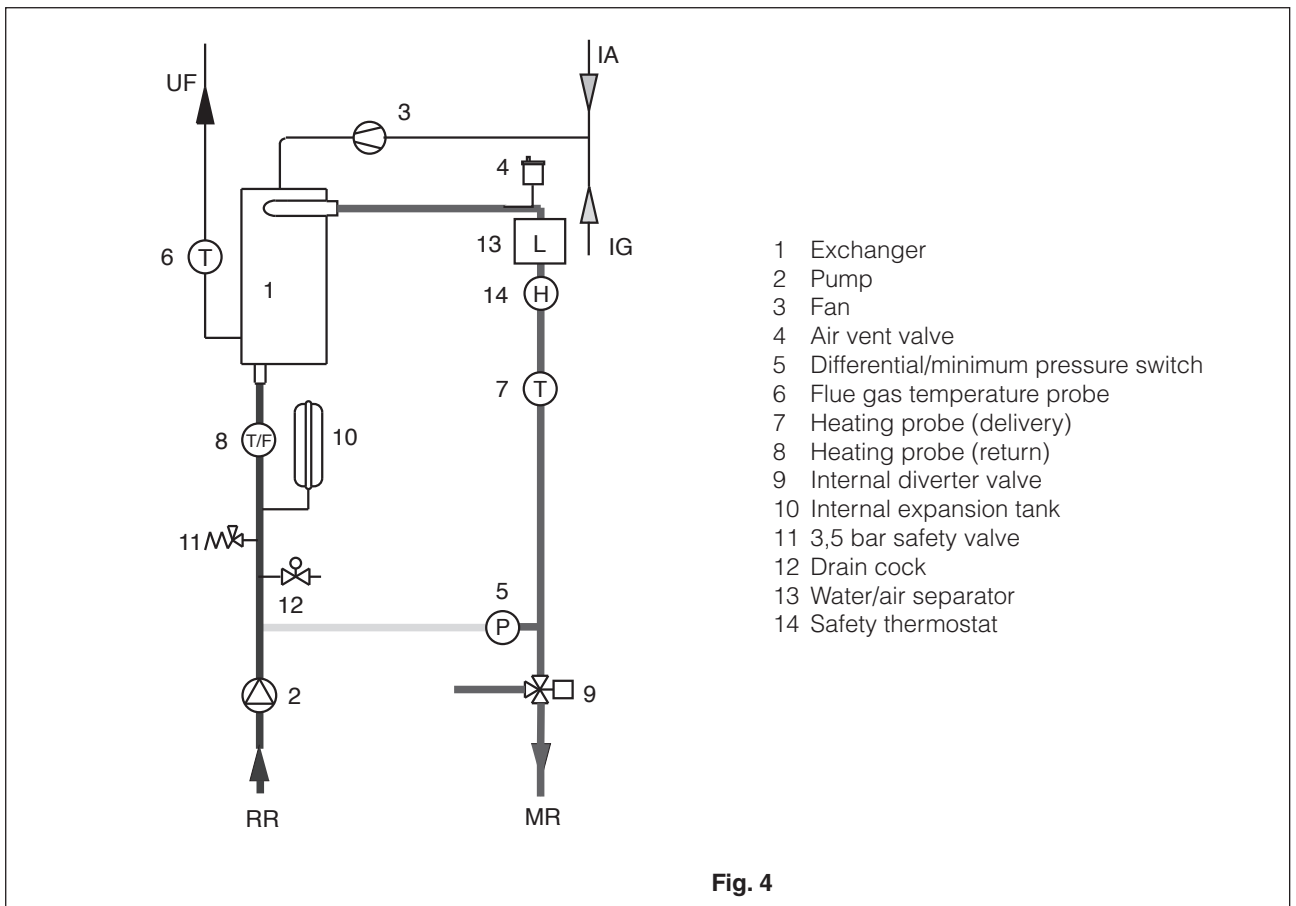 UF
IA
3
4
6 T
13 L
IG
1
14 H
7 T
8 T/F
10
11
12
5
P
2
9
RR
MR
1 Exchanger
2 Pump
3 Fan
4 Air vent valve
5 Differential/minimum pressure switch
6 Flue gas temperature probe
7 Heating probe (delivery)
8 Heating probe (return)
9 Internal diverter valve
10 Internal expansion tank
11 3,5 bar safety valve
12 Drain cock
13 Water/air separator
14 Safety thermostat
Fig. 4